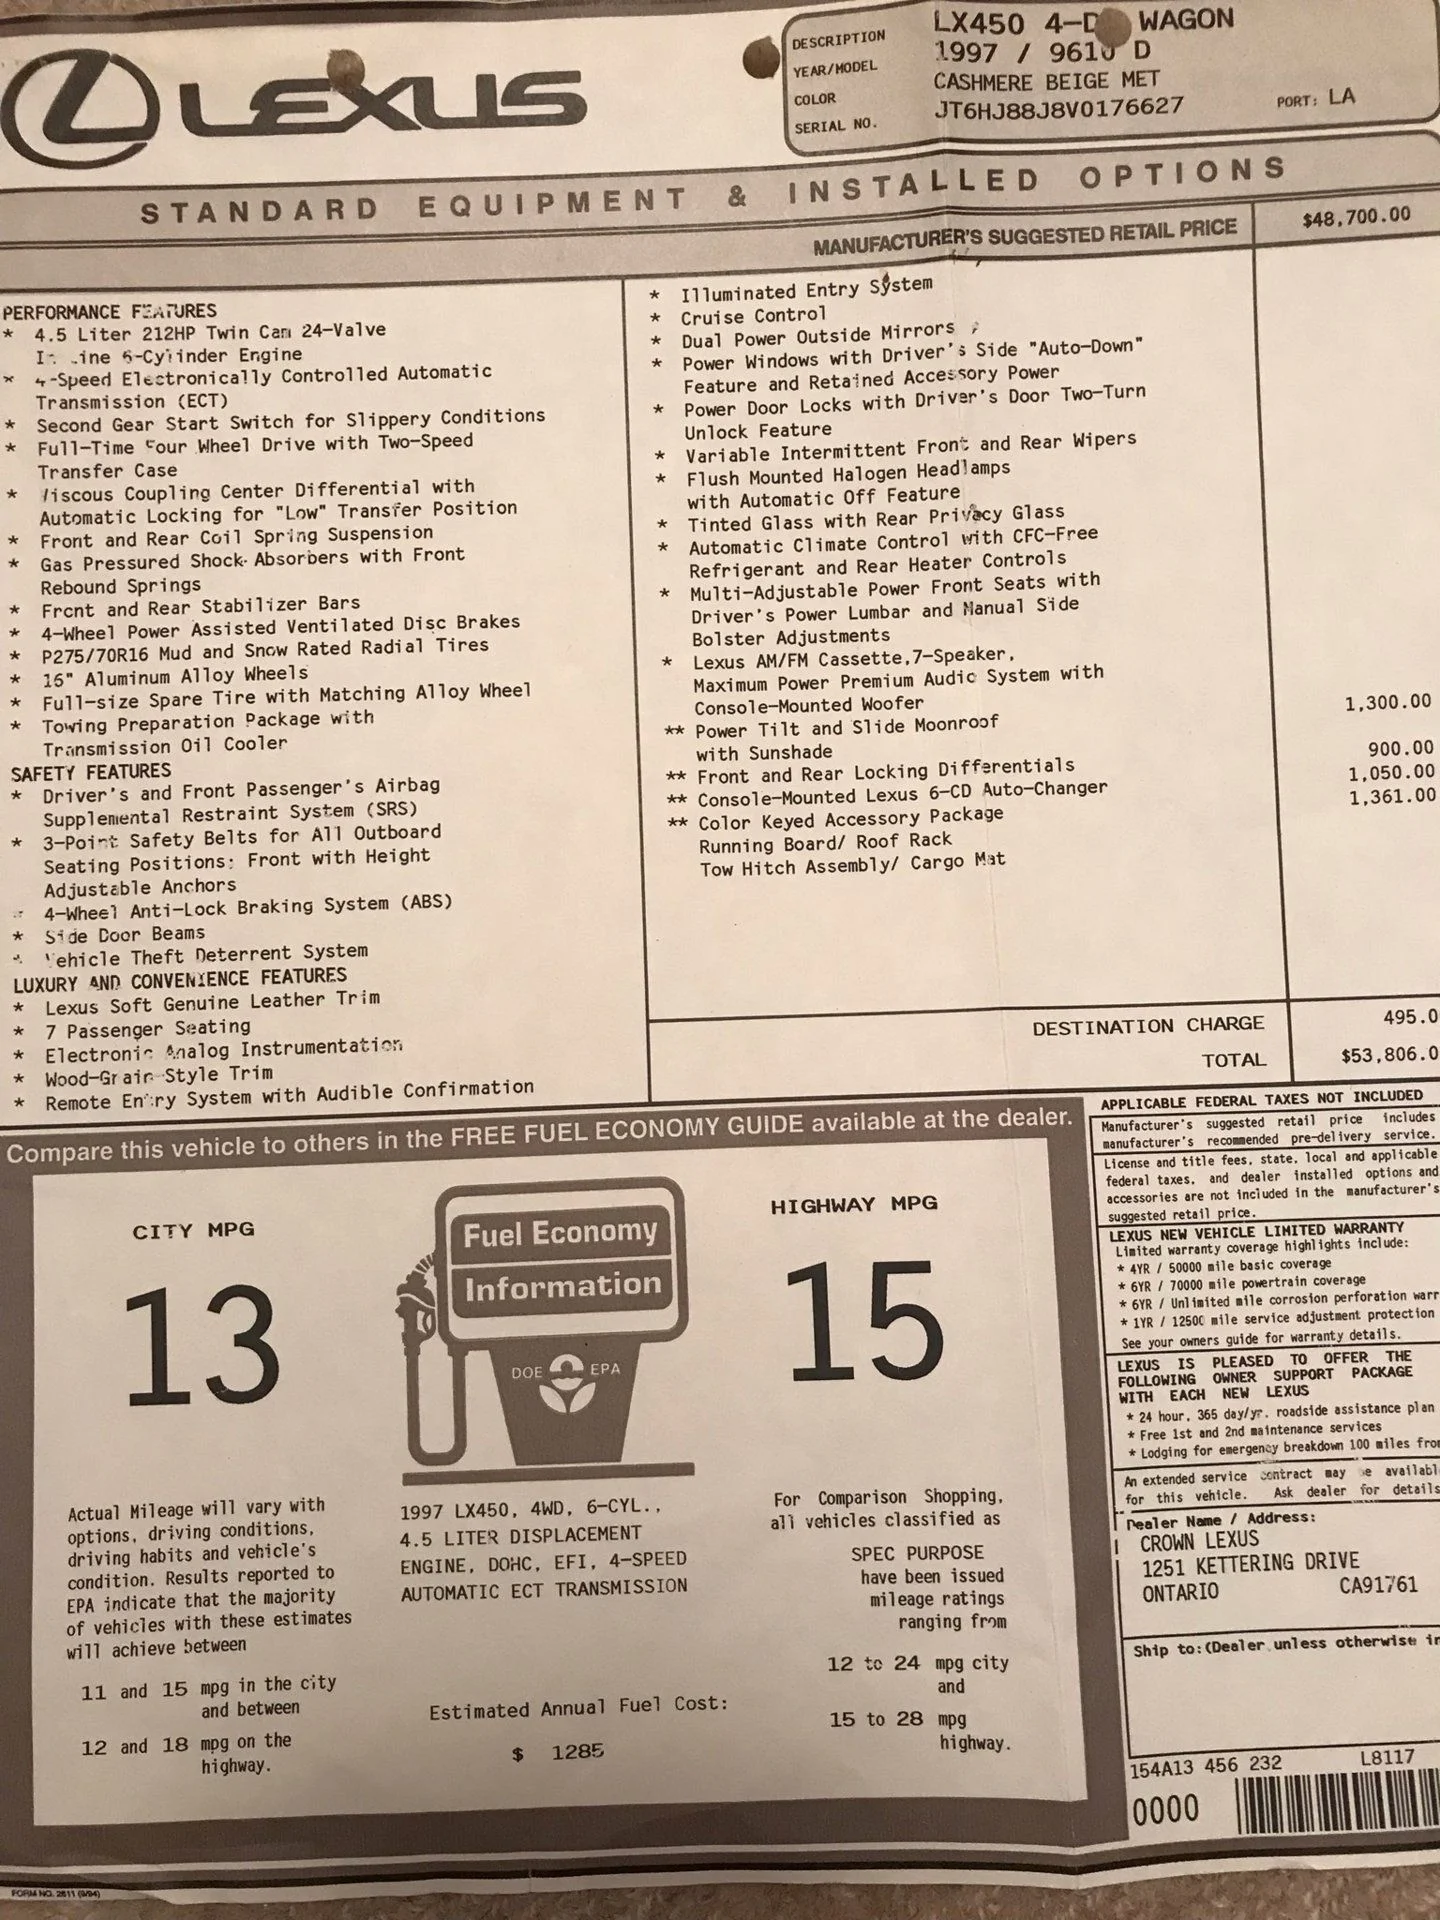 LEXUS
DESCRIPTION LX450 4-D WAGON
YEAR/MODEL 1997 / 9610 D
COLOR CASHMERE BEIGE MET
SERIAL NO. JT6HJ88J8V0176627 PORT: LA
STANDARD EQUIPMENT & INSTALLED OPTIONS
MANUFACTURER'S SUGGESTED RETAIL PRICE $48,700.00
PERFORMANCE FEATURES
* 4.5 Liter 212HP Twin Cam 24-Valve
In-Line 6-Cylinder Engine
* 4-Speed Electronically Controlled Automatic
Transmission (ECT)
* Second Gear Start Switch for Slippery Conditions
* Full-Time Four Wheel Drive with Two-Speed
Transfer Case
* Viscous Coupling Center Differential with
Automatic Locking for "Low" Transfer Position
* Front and Rear Coil Spring Suspension
* Gas Pressured Shock Absorbers with Front
Rebound Springs
* Front and Rear Stabilizer Bars
* 4-Wheel Power Assisted Ventilated Disc Brakes
* P275/70R16 Mud and Snow Rated Radial Tires
* 16" Aluminum Alloy Wheels
* Full-size Spare Tire with Matching Alloy Wheel
* Towing Preparation Package with
Transmission Oil Cooler
SAFETY FEATURES
* Driver's and Front Passenger's Airbag
Supplemental Restraint System (SRS)
* 3-Point Safety Belts for All Outboard
Seating Positions: Front with Height
Adjustable Anchors
* 4-Wheel Anti-Lock Braking System (ABS)
* Side Door Beams
* Vehicle Theft Deterrent System
LUXURY AND CONVENIENCE FEATURES
* Lexus Soft Genuine Leather Trim
* 7 Passenger Seating
* Electronic Analog Instrumentation
* Wood-Grain Style Trim
* Remote Entry System with Audible Confirmation
* Illuminated Entry System
* Cruise Control
* Dual Power Outside Mirrors
* Power Windows with Driver's Side "Auto-Down"
Feature and Retained Accessory Power
* Power Door Locks with Driver's Door Two-Turn
Unlock Feature
* Variable Intermittent Front and Rear Wipers
* Flush Mounted Halogen Headlamps
with Automatic Off Feature
* Tinted Glass with Rear Privacy Glass
* Automatic Climate Control with CFC-Free
Refrigerant and Rear Heater Controls
* Multi-Adjustable Power Front Seats with
Driver's Power Lumbar and Manual Side
Bolster Adjustments
* Lexus AM/FM Cassette,7-Speaker,
Maximum Power Premium Audio System with
Console-Mounted Woofer
** Power Tilt and Slide Moonroof 1,300.00
with Sunshade
** Front and Rear Locking Differentials 900.00
** Console-Mounted Lexus 6-CD Auto-Changer 1,050.00
** Color Keyed Accessory Package 1,361.00
Running Board/ Roof Rack
Tow Hitch Assembly/ Cargo Mat
DESTINATION CHARGE 495.0
TOTAL $53,806.0
Compare this vehicle to others in the FREE FUEL ECONOMY GUIDE available at the dealer.
CITY MPG
13
Fuel Economy
Information
DOE EPA
HIGHWAY MPG
15
Actual Mileage will vary with
options, driving conditions,
driving habits and vehicle's
condition. Results reported to
EPA indicate that the majority
of vehicles with these estimates
will achieve between
11 and 15 mpg in the city
and between
12 and 18 mpg on the
highway.
1997 LX450, 4WD, 6-CYL.,
4.5 LITER DISPLACEMENT
ENGINE, DOHC, EFI, 4-SPEED
AUTOMATIC ECT TRANSMISSION
Estimated Annual Fuel Cost:
$ 1285
For Comparison Shopping,
all vehicles classified as
SPEC PURPOSE
have been issued
mileage ratings
ranging from
12 to 24 mpg city
and
15 to 28 mpg
highway.
APPLICABLE FEDERAL TAXES NOT INCLUDED
Manufacturer's suggested retail price includes
manufacturer's recommended pre-delivery service.
License and title fees, state, local and applicable
federal taxes, and dealer installed options and
accessories are not included in the manufacturer's
suggested retail price.
LEXUS NEW VEHICLE LIMITED WARRANTY
Limited warranty coverage highlights include:
* 4YR / 50000 mile basic coverage
* 6YR / 70000 mile powertrain coverage
* 6YR / Unlimited mile corrosion perforation warr
* 1YR / 12500 mile service adjustment protection
See your owners guide for warranty details.
LEXUS IS PLEASED TO OFFER THE
FOLLOWING OWNER SUPPORT PACKAGE
WITH EACH NEW LEXUS
* 24 hour, 365 day/yr. roadside assistance plan
* Free 1st and 2nd maintenance services
* Lodging for emergency breakdown 100 miles from
An extended service contract may be availabl
for this vehicle. Ask dealer for details
Dealer Name / Address:
CROWN LEXUS
1251 KETTERING DRIVE
ONTARIO CA91761
Ship to:(Dealer unless otherwise in
154A13 456 232 L8117
0000
FORM NO. 2611 (9/94)